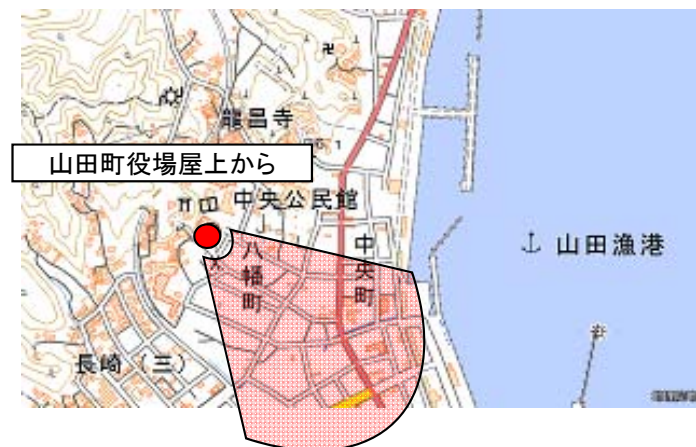 龍昌寺
山田町役場屋上から
中央公民館
八幡町
中央町
山田漁港
長崎(三)